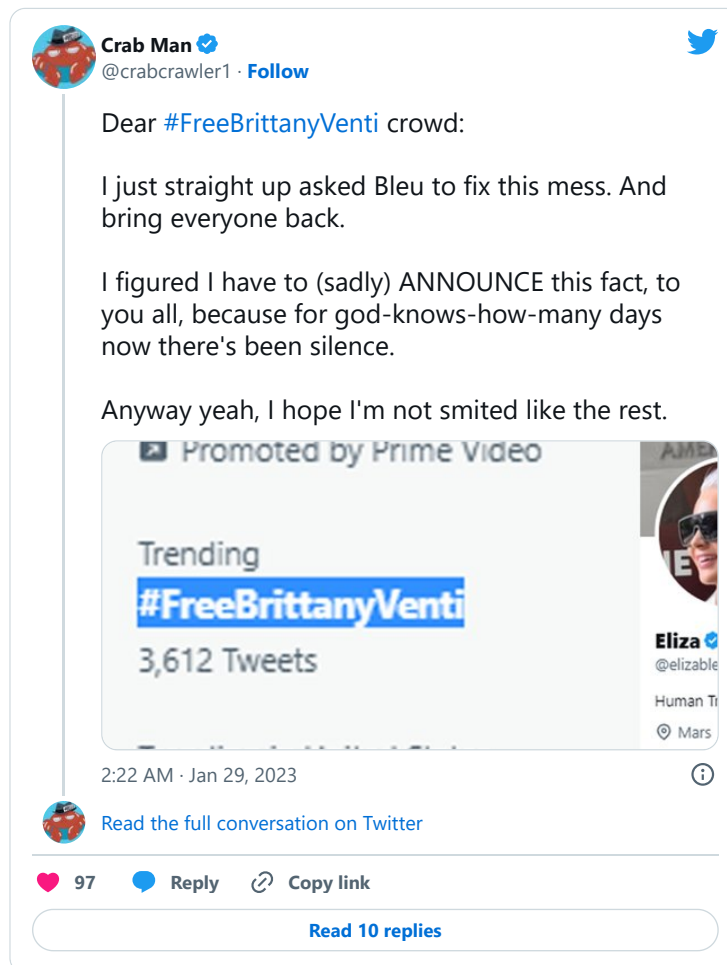 Crab Man
@crabcrawler1 · Follow
Dear #FreeBrittanyVenti crowd:
I just straight up asked Bleu to fix this mess. And
bring everyone back.
I figured I have to (sadly) ANNOUNCE this fact, to
you all, because for god-knows-how-many days
now there's been silence.
Anyway yeah, I hope I'm not smited like the rest.
Promoted by Prime Video
Trending
#FreeBrittanyVenti
3,612 Tweets
Eliza
@elizable
Human
Mars
2:22 AM · Jan 29, 2023
Read the full conversation on Twitter
97 Reply Copy link
Read 10 replies